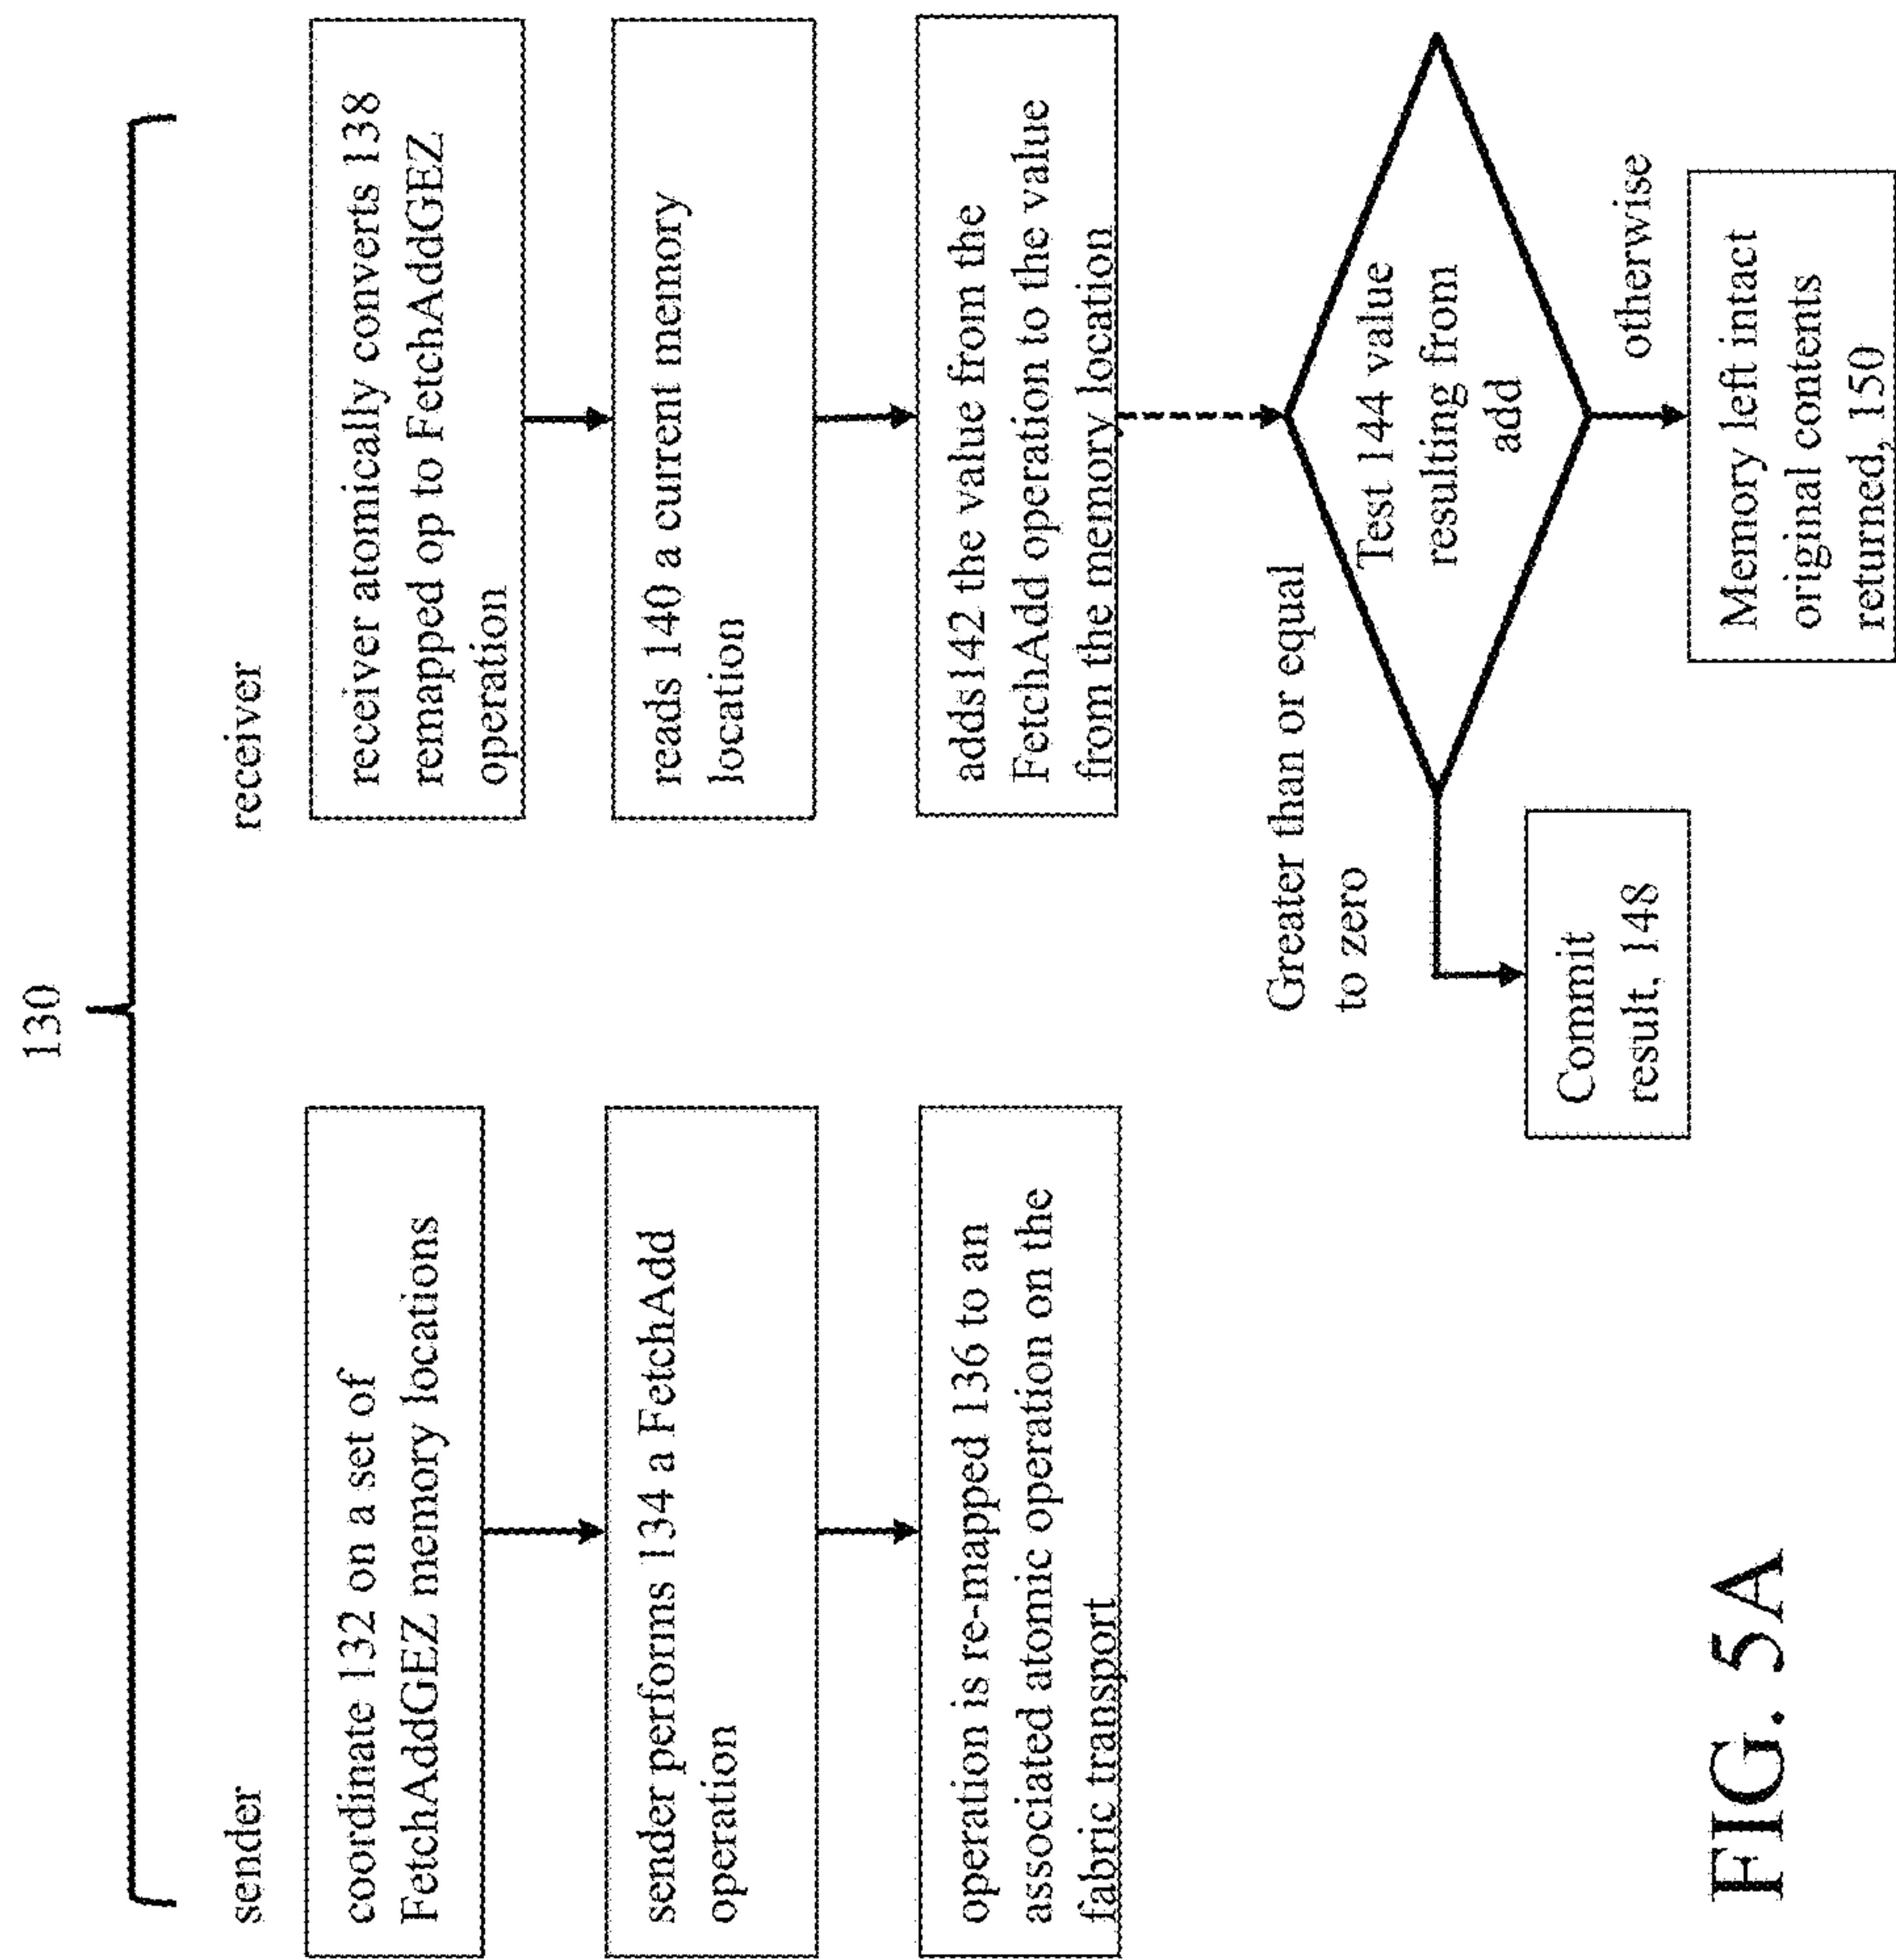 130
sender
coordinate 132 on a set of
FetchAddGEZ memory locations
sender performs 134 a FetchAdd
operation
operation is re-mapped 136 to an
associated atomic operation on the
fabric transport
receiver
receiver atomically converts 138
remapped op to FetchAddGEZ
operation
reads 140 a current memory
location
adds142 the value from the
FetchAdd operation to the value
from the memory location
Test 144 value
resulting from
add
Greater than or equal
to zero
otherwise
Commit
result, 148
Memory left intact
original contents
returned, 150
FIG. 5A